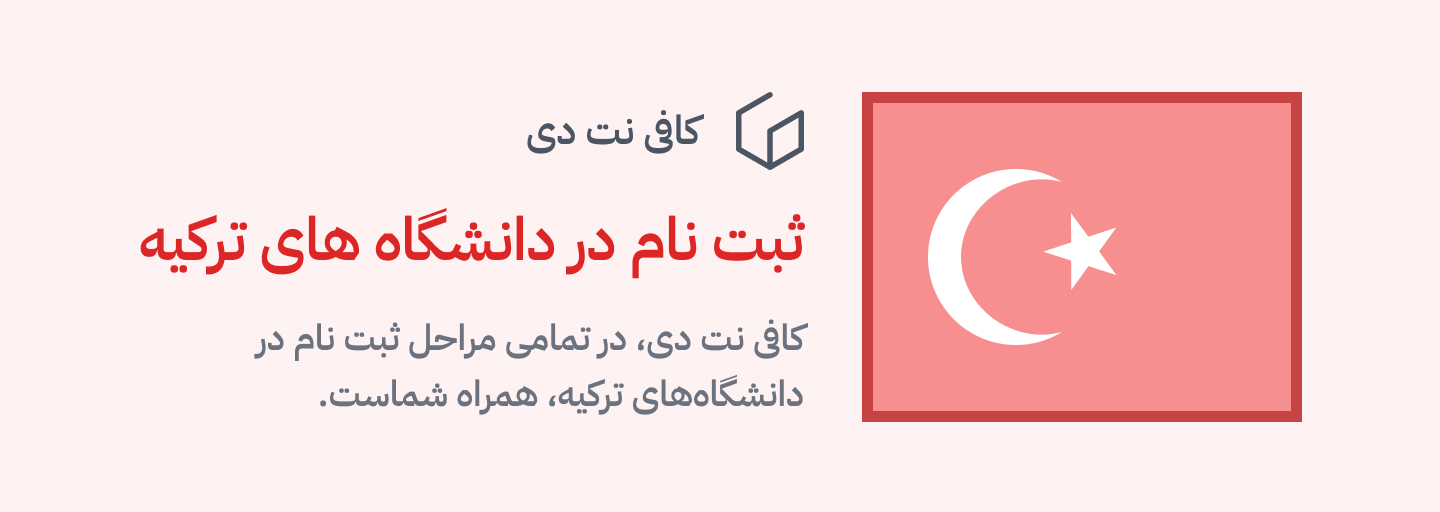 کافی نت دی
ثبت نام در دانشگاه های ترکیه
کافی نت دی، در تمامی مراحل ثبت نام در
دانشگاه‌های ترکیه، همراه شماست.